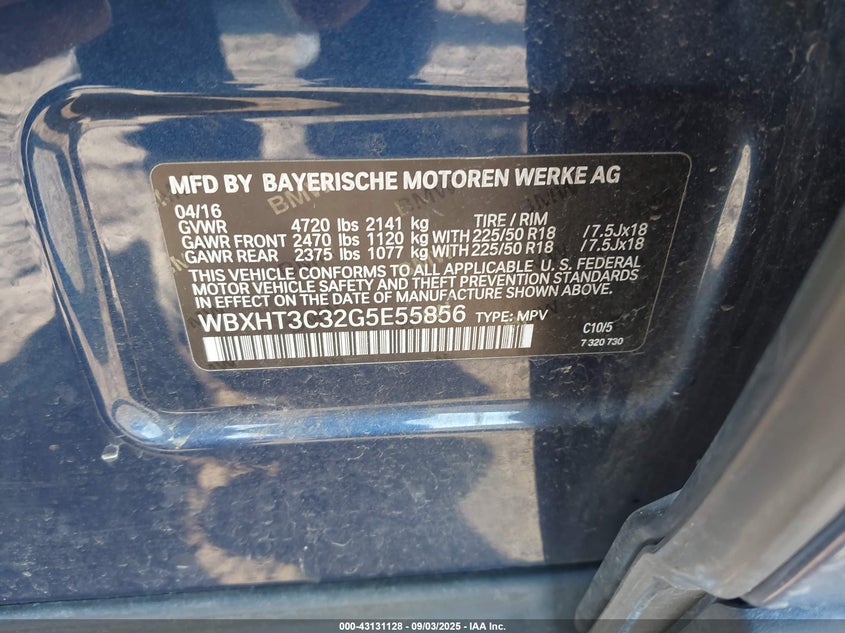 MFD BY BAYERISCHE MOTOREN WERKE AG
04/16
GVWR 4720 lbs 2141 kg TIRE / RIM
GAWR FRONT 2470 lbs 1120 kg WITH 225/50 R18 / 7.5Jx18
GAWR REAR 2375 lbs 1077 kg WITH 225/50 R18 / 7.5Jx18
THIS VEHICLE CONFORMS TO ALL APPLICABLE U.S. FEDERAL
MOTOR VEHICLE SAFETY AND THEFT PREVENTION STANDARDS
IN EFFECT ON THE DATE OF MANUFACTURE SHOWN ABOVE.
WBXHT3C32G5E55856 TYPE: MPV C10/5
7 320 730
000-43131128 - 09/03/2025 - IAA Inc.